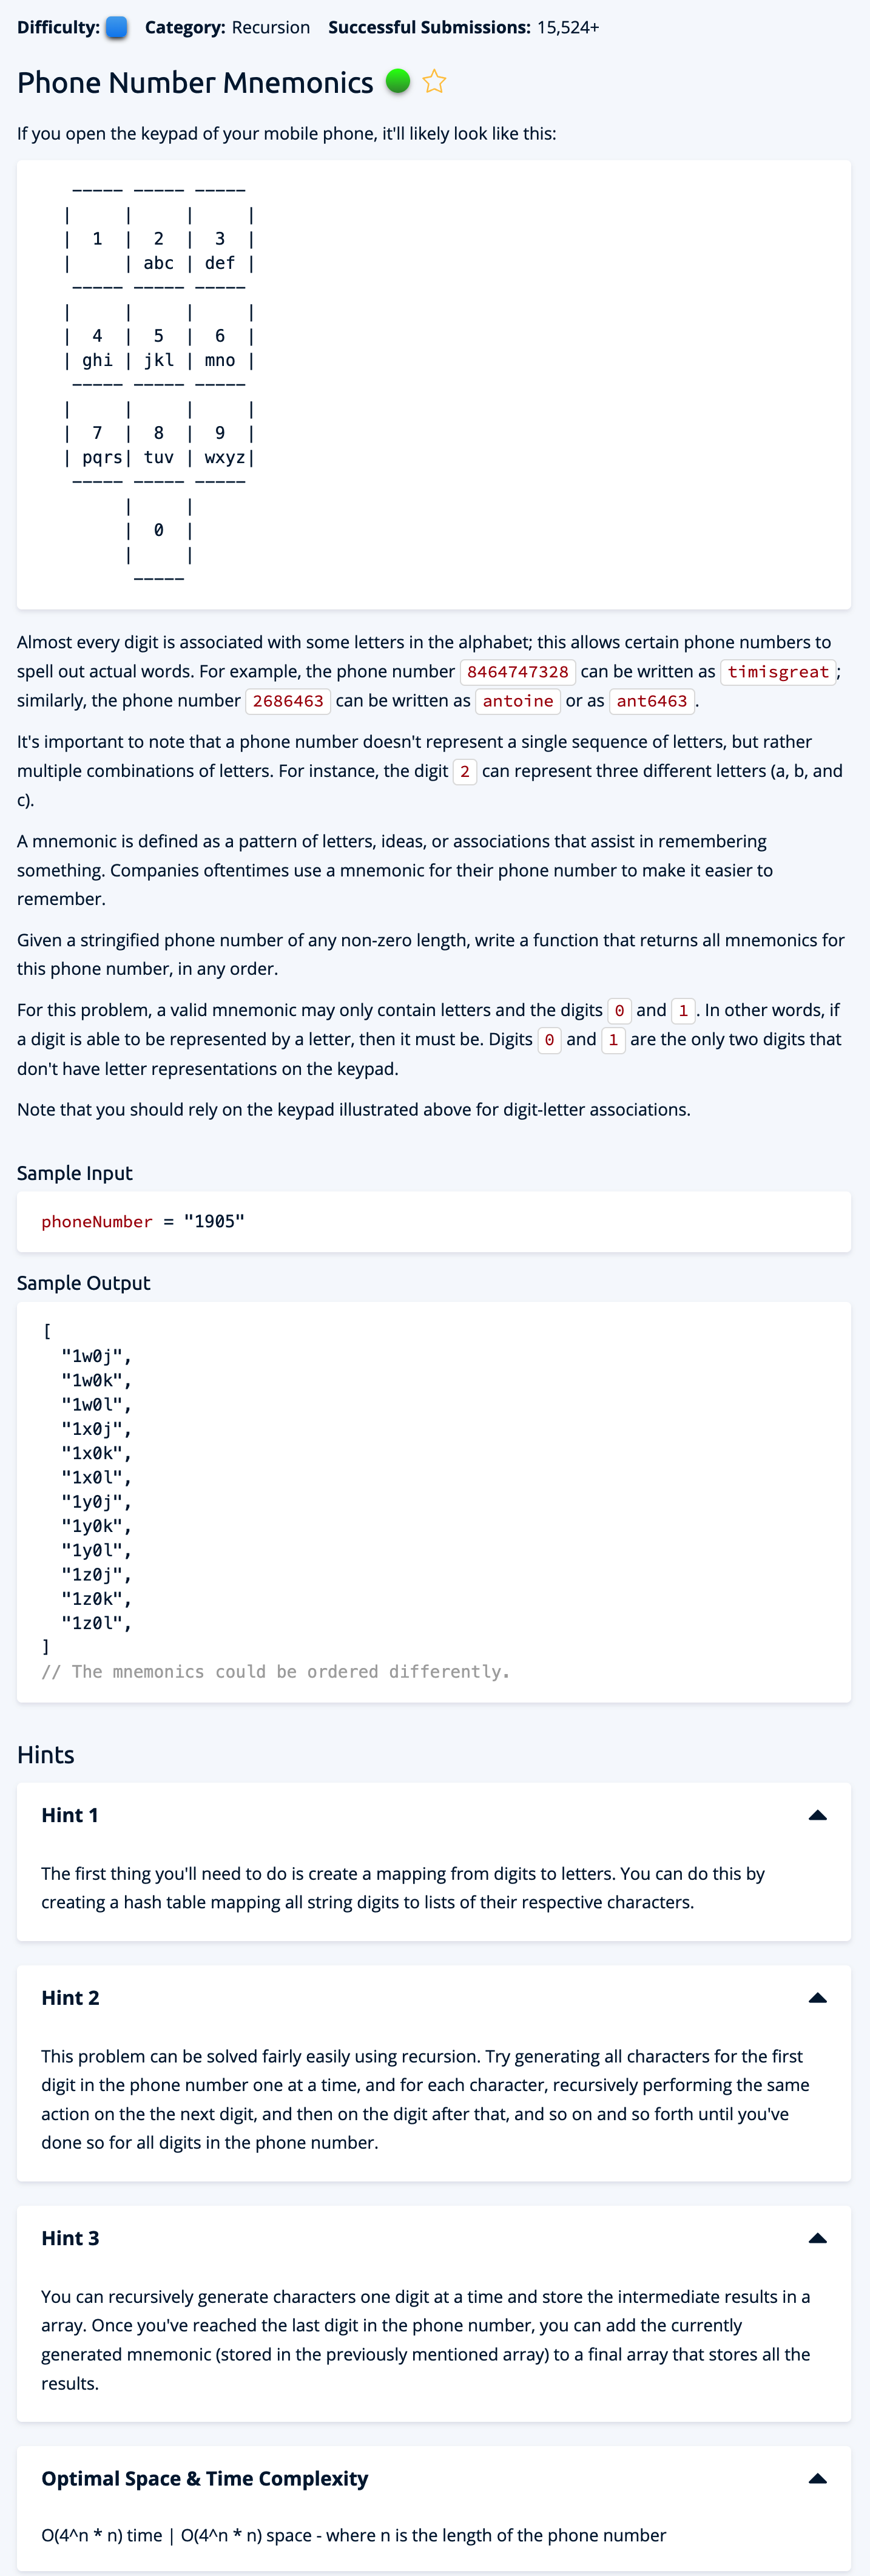 Difficulty: Category: Recursion Successful Submissions: 15,524+
Phone Number Mnemonics
If you open the keypad of your mobile phone, it'll likely look like this:
 ----- ----- -----
|     |     |     |
|  1  |  2  |  3  |
|     | abc | def |
 ----- ----- -----
|     |     |     |
|  4  |  5  |  6  |
| ghi | jkl | mno |
 ----- ----- -----
|     |     |     |
|  7  |  8  |  9  |
| pqrs| tuv | wxyz|
 ----- ----- -----
      |     |
      |  0  |
      |     |
       -----
Almost every digit is associated with some letters in the alphabet; this allows certain phone numbers to
spell out actual words. For example, the phone number 8464747328 can be written as timisgreat;
similarly, the phone number 2686463 can be written as antoine or as ant6463.
It's important to note that a phone number doesn't represent a single sequence of letters, but rather
multiple combinations of letters. For instance, the digit 2 can represent three different letters (a, b, and
c).
A mnemonic is defined as a pattern of letters, ideas, or associations that assist in remembering
something. Companies oftentimes use a mnemonic for their phone number to make it easier to
remember.
Given a stringified phone number of any non-zero length, write a function that returns all mnemonics for
this phone number, in any order.
For this problem, a valid mnemonic may only contain letters and the digits 0 and 1. In other words, if
a digit is able to be represented by a letter, then it must be. Digits 0 and 1 are the only two digits that
don't have letter representations on the keypad.
Note that you should rely on the keypad illustrated above for digit-letter associations.
Sample Input
phoneNumber = "1905"
Sample Output
[
  "1w0j",
  "1w0k",
  "1w0l",
  "1x0j",
  "1x0k",
  "1x0l",
  "1y0j",
  "1y0k",
  "1y0l",
  "1z0j",
  "1z0k",
  "1z0l",
]
// The mnemonics could be ordered differently.
Hints
Hint 1
The first thing you'll need to do is create a mapping from digits to letters. You can do this by
creating a hash table mapping all string digits to lists of their respective characters.
Hint 2
This problem can be solved fairly easily using recursion. Try generating all characters for the first
digit in the phone number one at a time, and for each character, recursively performing the same
action on the the next digit, and then on the digit after that, and so on and so forth until you've
done so for all digits in the phone number.
Hint 3
You can recursively generate characters one digit at a time and store the intermediate results in a
array. Once you've reached the last digit in the phone number, you can add the currently
generated mnemonic (stored in the previously mentioned array) to a final array that stores all the
results.
Optimal Space & Time Complexity
O(4^n * n) time | O(4^n * n) space - where n is the length of the phone number